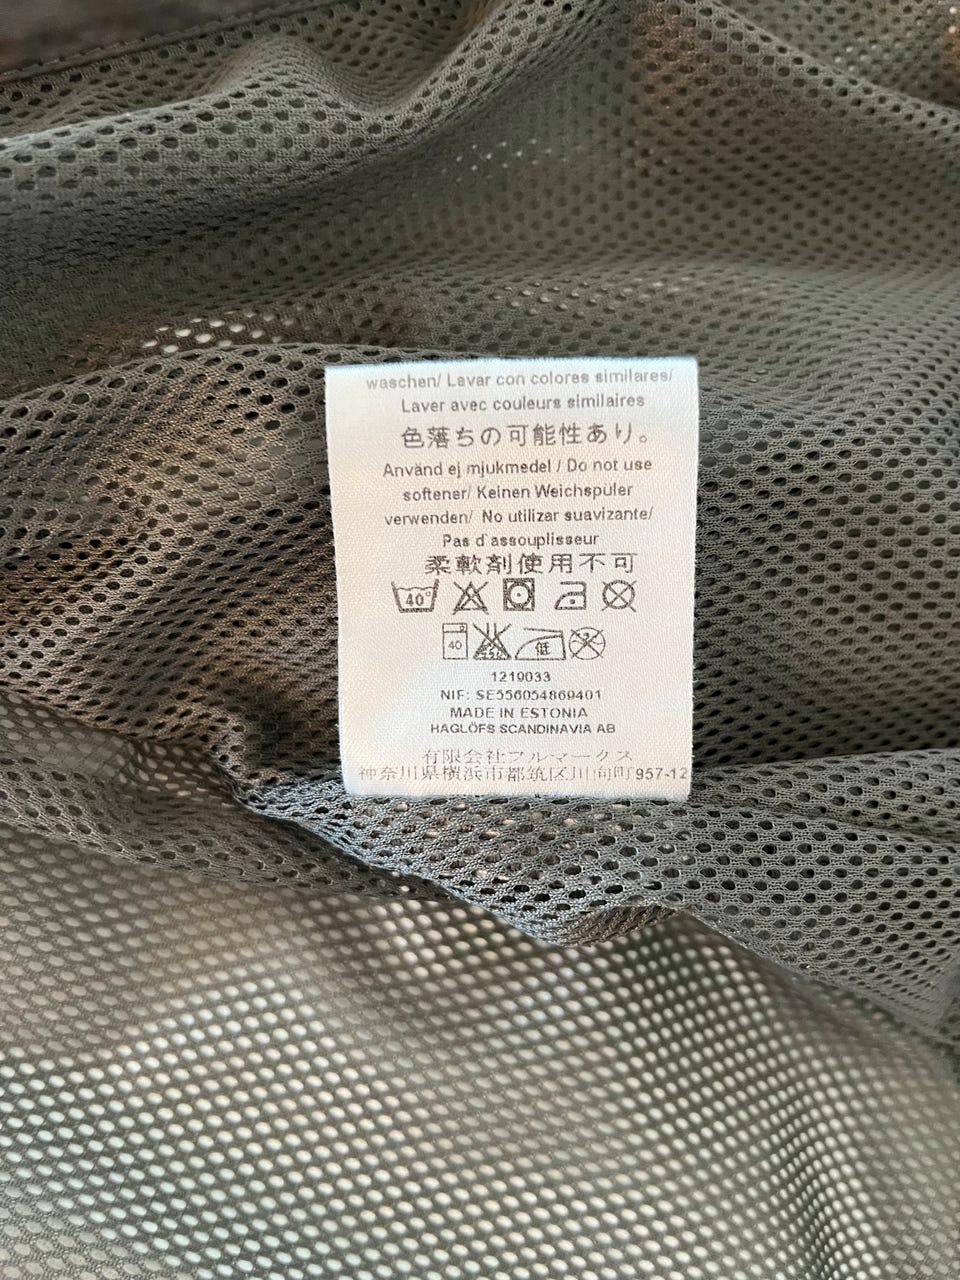 waschen/ Lavar con colores similares/
Laver avec couleurs similaires
色落ちの可能性あり。
Använd ej mjukmedel / Do not use
softener/ Keinen Weichspüler
verwenden/ No utilizar suavizante/
Pas d'assouplisseur
柔軟剤使用不可
40°
40
低
1219033
NIF: SE556054869401
MADE IN ESTONIA
HAGLÖFS SCANDINAVIA AB
有限会社フルマークス
神奈川県横浜市都筑区川向町957-12